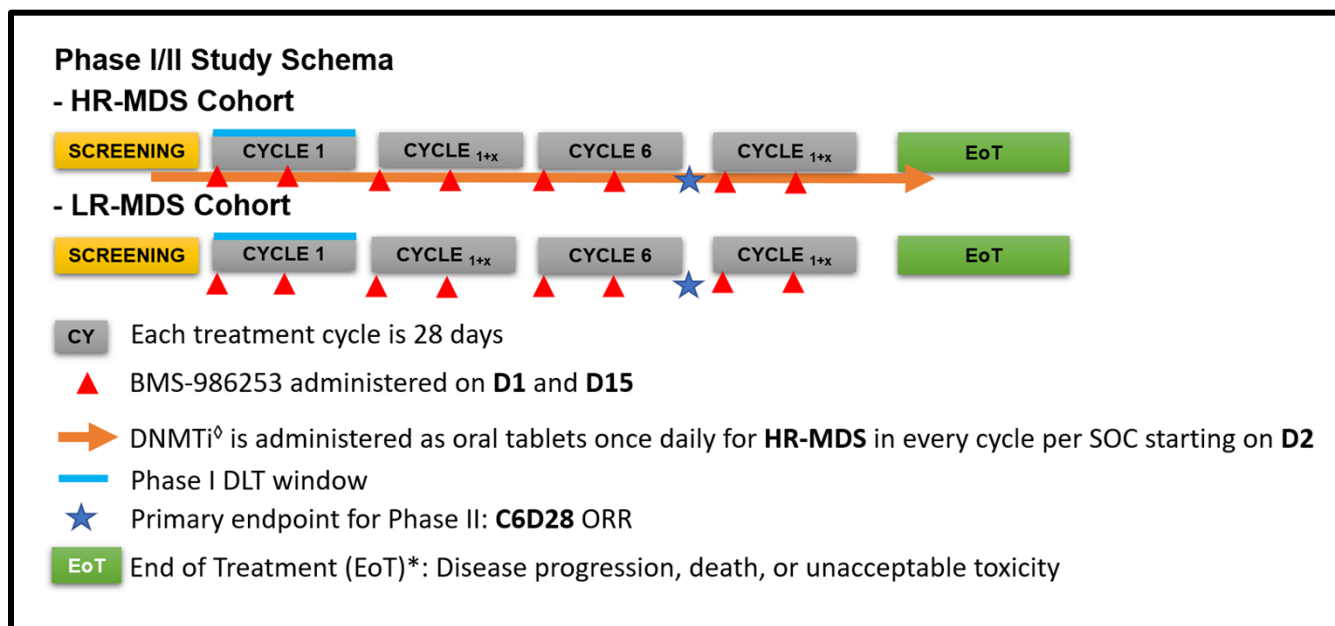 Phase I/II Study Schema
- HR-MDS Cohort
SCREENING CYCLE 1 CYCLE 1+x CYCLE 6 CYCLE 1+x EoT
- LR-MDS Cohort
SCREENING CYCLE 1 CYCLE 1+x CYCLE 6 CYCLE 1+x EoT
CY Each treatment cycle is 28 days
BMS-986253 administered on D1 and D15
DNMTi◊ is administered as oral tablets once daily for HR-MDS in every cycle per SOC starting on D2
Phase I DLT window
Primary endpoint for Phase II: C6D28 ORR
EoT End of Treatment (EoT)*: Disease progression, death, or unacceptable toxicity